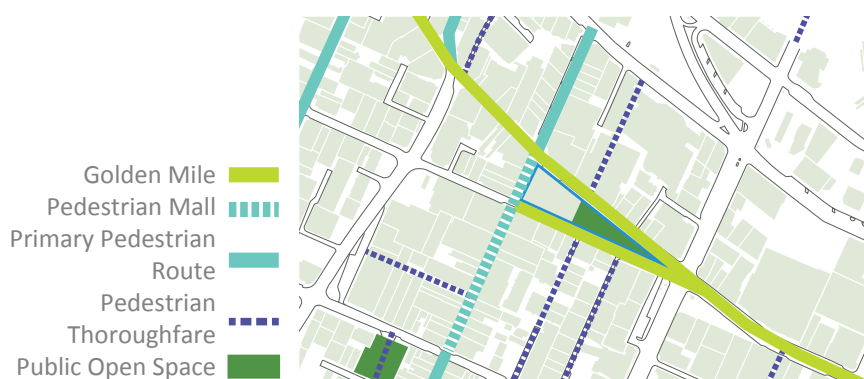 Golden Mile
Pedestrian Mall
Primary Pedestrian
Route
Pedestrian
Thoroughfare
Public Open Space